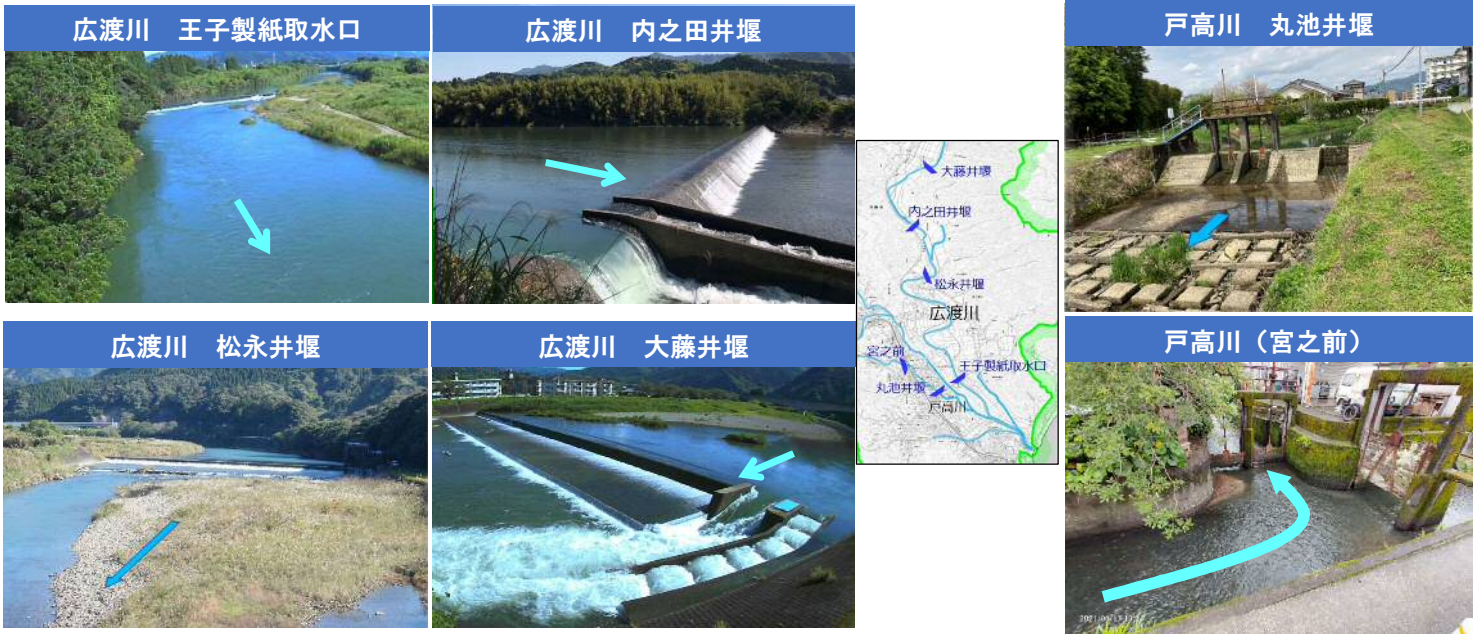 広渡川　王子製紙取水口
広渡川　内之田井堰
戸高川　丸池井堰
大藤井堰
内之田井堰
松永井堰
広渡川
宮之前
王子製紙取水口
丸池井堰
戸高川
広渡川　松永井堰
広渡川　大藤井堰
戸高川（宮之前）